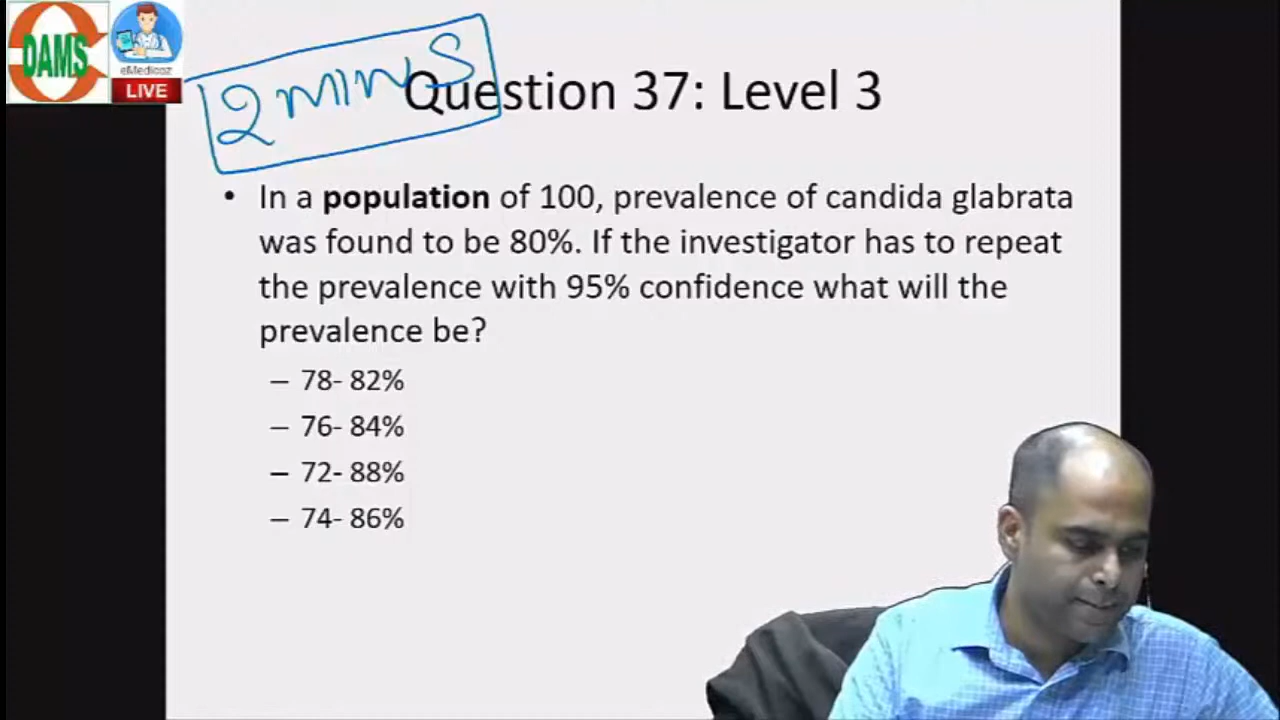 DAMS
eMedicoz
LIVE
2 MINS
Question 37: Level 3
• In a population of 100, prevalence of candida glabrata
was found to be 80%. If the investigator has to repeat
the prevalence with 95% confidence what will the
prevalence be?
– 78- 82%
– 76- 84%
– 72- 88%
– 74- 86%